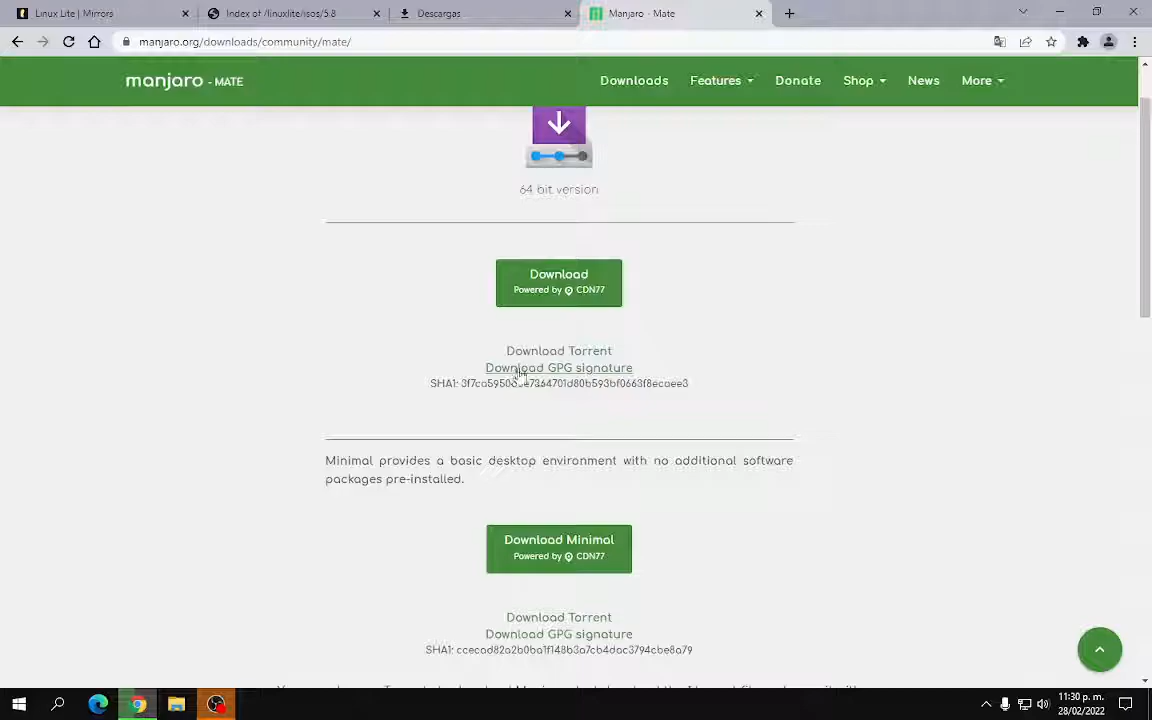 Linux Lite | Mirrors
Index of /linuxlite/isos/5.8
Descargas
Manjaro - Mate
manjaro.org/downloads/community/mate/
manjaro - MATE
Downloads
Features
Donate
Shop
News
More
64 bit version
Download
Powered by CDN77
Download Torrent
Download GPG signature
SHA1:
Minimal provides a basic desktop environment with no additional software
packages pre-installed.
Download Minimal
Powered by CDN77
Download Torrent
Download GPG signature
SHA1: ccecad82a2b0ba1f148b3a7cb4dac3794cbe8a79
11:30 p. m.
28/02/2022